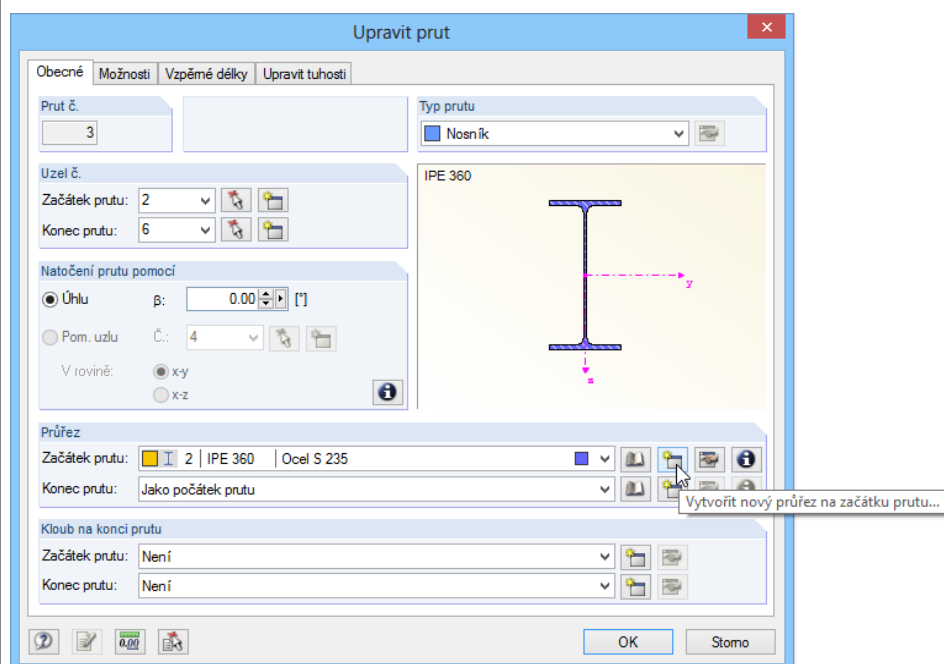 Upravit prut
Obecné Možnosti Vzpěrné délky Upravit tuhosti
Prut č.
3
Typ prutu
Nosník
Uzel č.
Začátek prutu: 2
Konec prutu: 6
IPE 360
y
z
Natočení prutu pomocí
Úhlu β: 0.00 [°]
Pom. uzlu Č.: 4
V rovině: x-y
x-z
Průřez
Začátek prutu: 2 IPE 360 Ocel S 235
Konec prutu: Jako počátek prutu
Vytvořit nový průřez na začátku prutu...
Kloub na konci prutu
Začátek prutu: Není
Konec prutu: Není
0.00
OK Storno